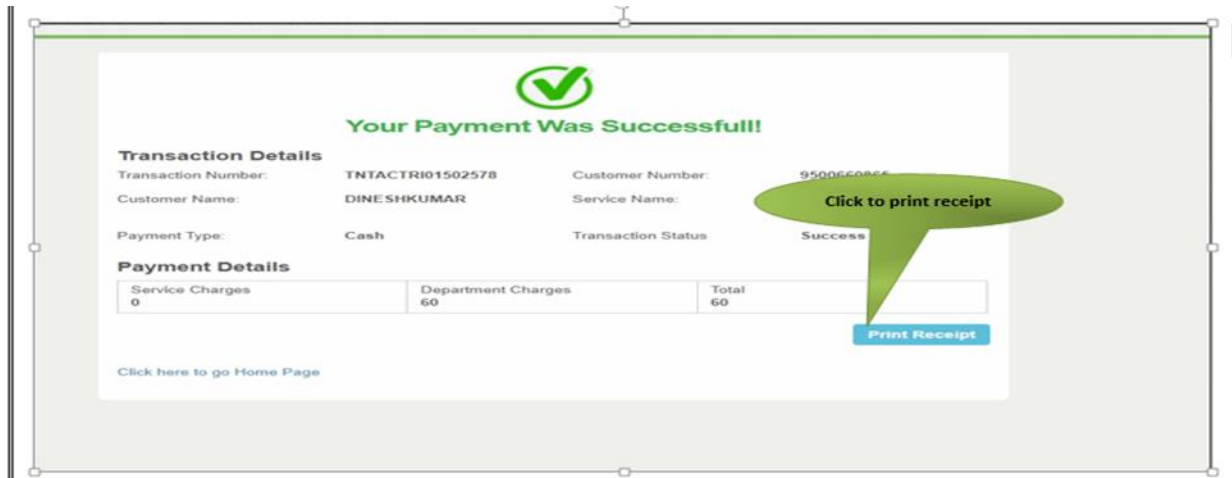 Your Payment Was Successfull!
Transaction Details
Transaction Number: TNTACTRI01502578 Customer Number:
Customer Name: DINESHKUMAR Service Name:
Click to print receipt
Payment Type: Cash Transaction Status Success
Payment Details
Service Charges Department Charges Total
0 60 60
Print Receipt
Click here to go Home Page